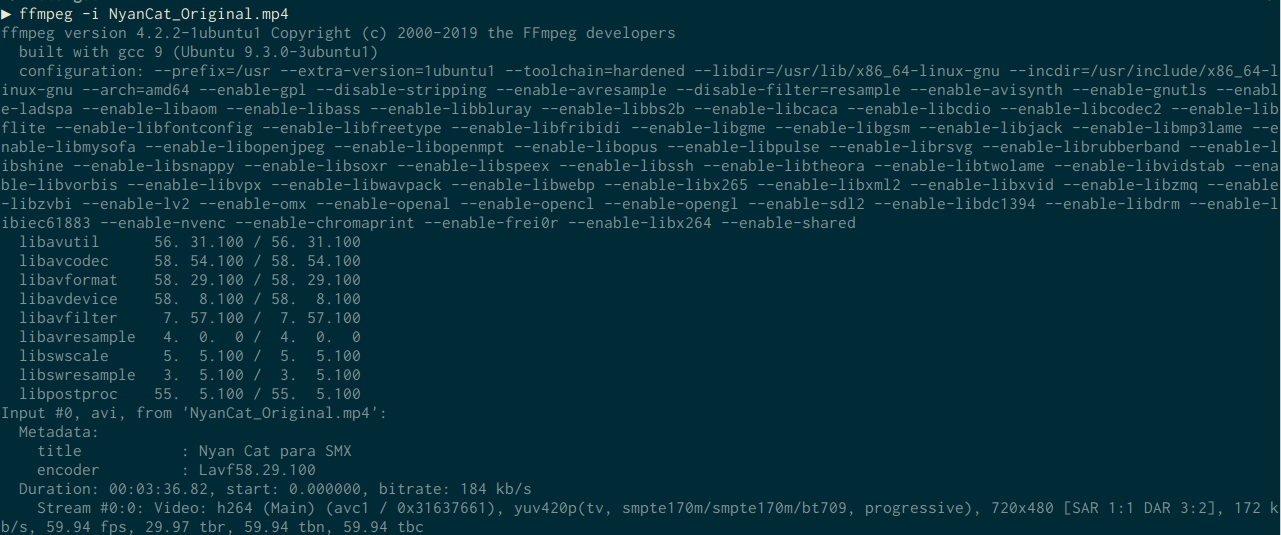 ► ffmpeg -i NyanCat_Original.mp4
ffmpeg version 4.2.2-1ubuntu1 Copyright (c) 2000-2019 the FFmpeg developers
  built with gcc 9 (Ubuntu 9.3.0-3ubuntu1)
  configuration: --prefix=/usr --extra-version=1ubuntu1 --toolchain=hardened --libdir=/usr/lib/x86_64-linux-gnu --incdir=/usr/include/x86_64-l
inux-gnu --arch=amd64 --enable-gpl --disable-stripping --enable-avresample --disable-filter=resample --enable-avisynth --enable-gnutls --enabl
e-ladspa --enable-libaom --enable-libass --enable-libbluray --enable-libbs2b --enable-libcaca --enable-libcdio --enable-libcodec2 --enable-lib
flite --enable-libfontconfig --enable-libfreetype --enable-libfribidi --enable-libgme --enable-libgsm --enable-libjack --enable-libmp3lame --e
nable-libmysofa --enable-libopenjpeg --enable-libopenmpt --enable-libopus --enable-libpulse --enable-librsvg --enable-librubberband --enable-l
ibshine --enable-libsnappy --enable-libsoxr --enable-libspeex --enable-libssh --enable-libtheora --enable-libtwolame --enable-libvidstab --ena
ble-libvorbis --enable-libvpx --enable-libwavpack --enable-libwebp --enable-libx265 --enable-libxml2 --enable-libxvid --enable-libzmq --enable
-libzvbi --enable-lv2 --enable-omx --enable-openal --enable-opencl --enable-opengl --enable-sdl2 --enable-libdc1394 --enable-libdrm --enable-l
ibiec61883 --enable-nvenc --enable-chromaprint --enable-frei0r --enable-libx264 --enable-shared
  libavutil      56. 31.100 / 56. 31.100
  libavcodec     58. 54.100 / 58. 54.100
  libavformat    58. 29.100 / 58. 29.100
  libavdevice    58.  8.100 / 58.  8.100
  libavfilter     7. 57.100 /  7. 57.100
  libavresample   4.  0.  0 /  4.  0.  0
  libswscale      5.  5.100 /  5.  5.100
  libswresample   3.  5.100 /  3.  5.100
  libpostproc    55.  5.100 / 55.  5.100
Input #0, avi, from 'NyanCat_Original.mp4':
  Metadata:
    title           : Nyan Cat para SMX
    encoder         : Lavf58.29.100
  Duration: 00:03:36.82, start: 0.000000, bitrate: 184 kb/s
    Stream #0:0: Video: h264 (Main) (avc1 / 0x31637661), yuv420p(tv, smpte170m/smpte170m/bt709, progressive), 720x480 [SAR 1:1 DAR 3:2], 172 k
b/s, 59.94 fps, 29.97 tbr, 59.94 tbn, 59.94 tbc